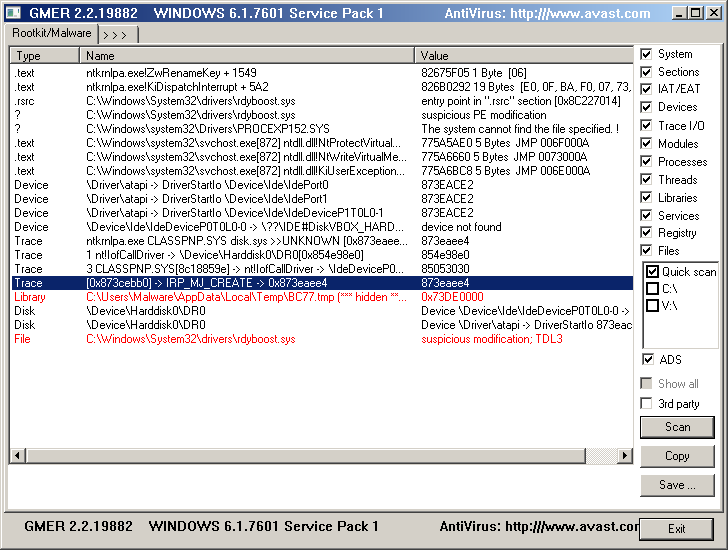 GMER 2.2.19882 WINDOWS 6.1.7601 Service Pack 1 AntiVirus: http:///www.avast.com
Rootkit/Malware > > >
Type Name Value
.text ntkrnlpa.exe!ZwRenameKey + 1549 82675F05 1 Byte [06]
.text ntkrnlpa.exe!KiDispatchInterrupt + 5A2 826B0292 19 Bytes [E0, 0F, BA, F0, 07, 73,
.rsrc C:\Windows\System32\drivers\rdyboost.sys entry point in ".rsrc" section [0x8C227014]
? C:\Windows\System32\drivers\rdyboost.sys suspicious PE modification
? C:\Windows\system32\Drivers\PROCEXP152.SYS The system cannot find the file specified. !
.text C:\Windows\system32\svchost.exe[872] ntdll.dll!NtProtectVirtual... 775A5AE0 5 Bytes JMP 006F000A
.text C:\Windows\system32\svchost.exe[872] ntdll.dll!NtWriteVirtualMe... 775A6660 5 Bytes JMP 0073000A
.text C:\Windows\system32\svchost.exe[872] ntdll.dll!KiUserException... 775A6BC8 5 Bytes JMP 006E000A
Device \Driver\atapi -> DriverStartIo \Device\Ide\IdePort0 873EACE2
Device \Driver\atapi -> DriverStartIo \Device\Ide\IdePort1 873EACE2
Device \Driver\atapi -> DriverStartIo \Device\Ide\IdeDeviceP1T0L0-1 873EACE2
Device \Device\Ide\IdeDeviceP0T0L0-0 -> \??\IDE#DiskVBOX_HARD... device not found
Trace ntkrnlpa.exe CLASSPNP.SYS disk.sys >>UNKNOWN [0x873eaee... 873eaee4
Trace 1 nt!IofCallDriver -> \Device\Harddisk0\DR0[0x854e98e0] 854e98e0
Trace 3 CLASSPNP.SYS[8c18859e] -> nt!IofCallDriver -> \IdeDeviceP0... 85053030
Trace [0x873cebb0] -> IRP_MJ_CREATE -> 0x873eaee4 873eaee4
Library C:\Users\Malware\AppData\Local\Temp\BC77.tmp (*** hidden **... 0x73DE0000
Disk \Device\Harddisk0\DR0 Device \Device\Ide\IdeDeviceP0T0L0-0 ->
Disk \Device\Harddisk0\DR0 Device \Driver\atapi -> DriverStartIo 873eac
File C:\Windows\System32\drivers\rdyboost.sys suspicious modification; TDL3
System
Sections
IAT/EAT
Devices
Trace I/O
Modules
Processes
Threads
Libraries
Services
Registry
Files
Quick scan
C:\
V:\
ADS
Show all
3rd party
Scan
Copy
Save ...
GMER 2.2.19882 WINDOWS 6.1.7601 Service Pack 1 AntiVirus: http:///www.avast.cor
Exit